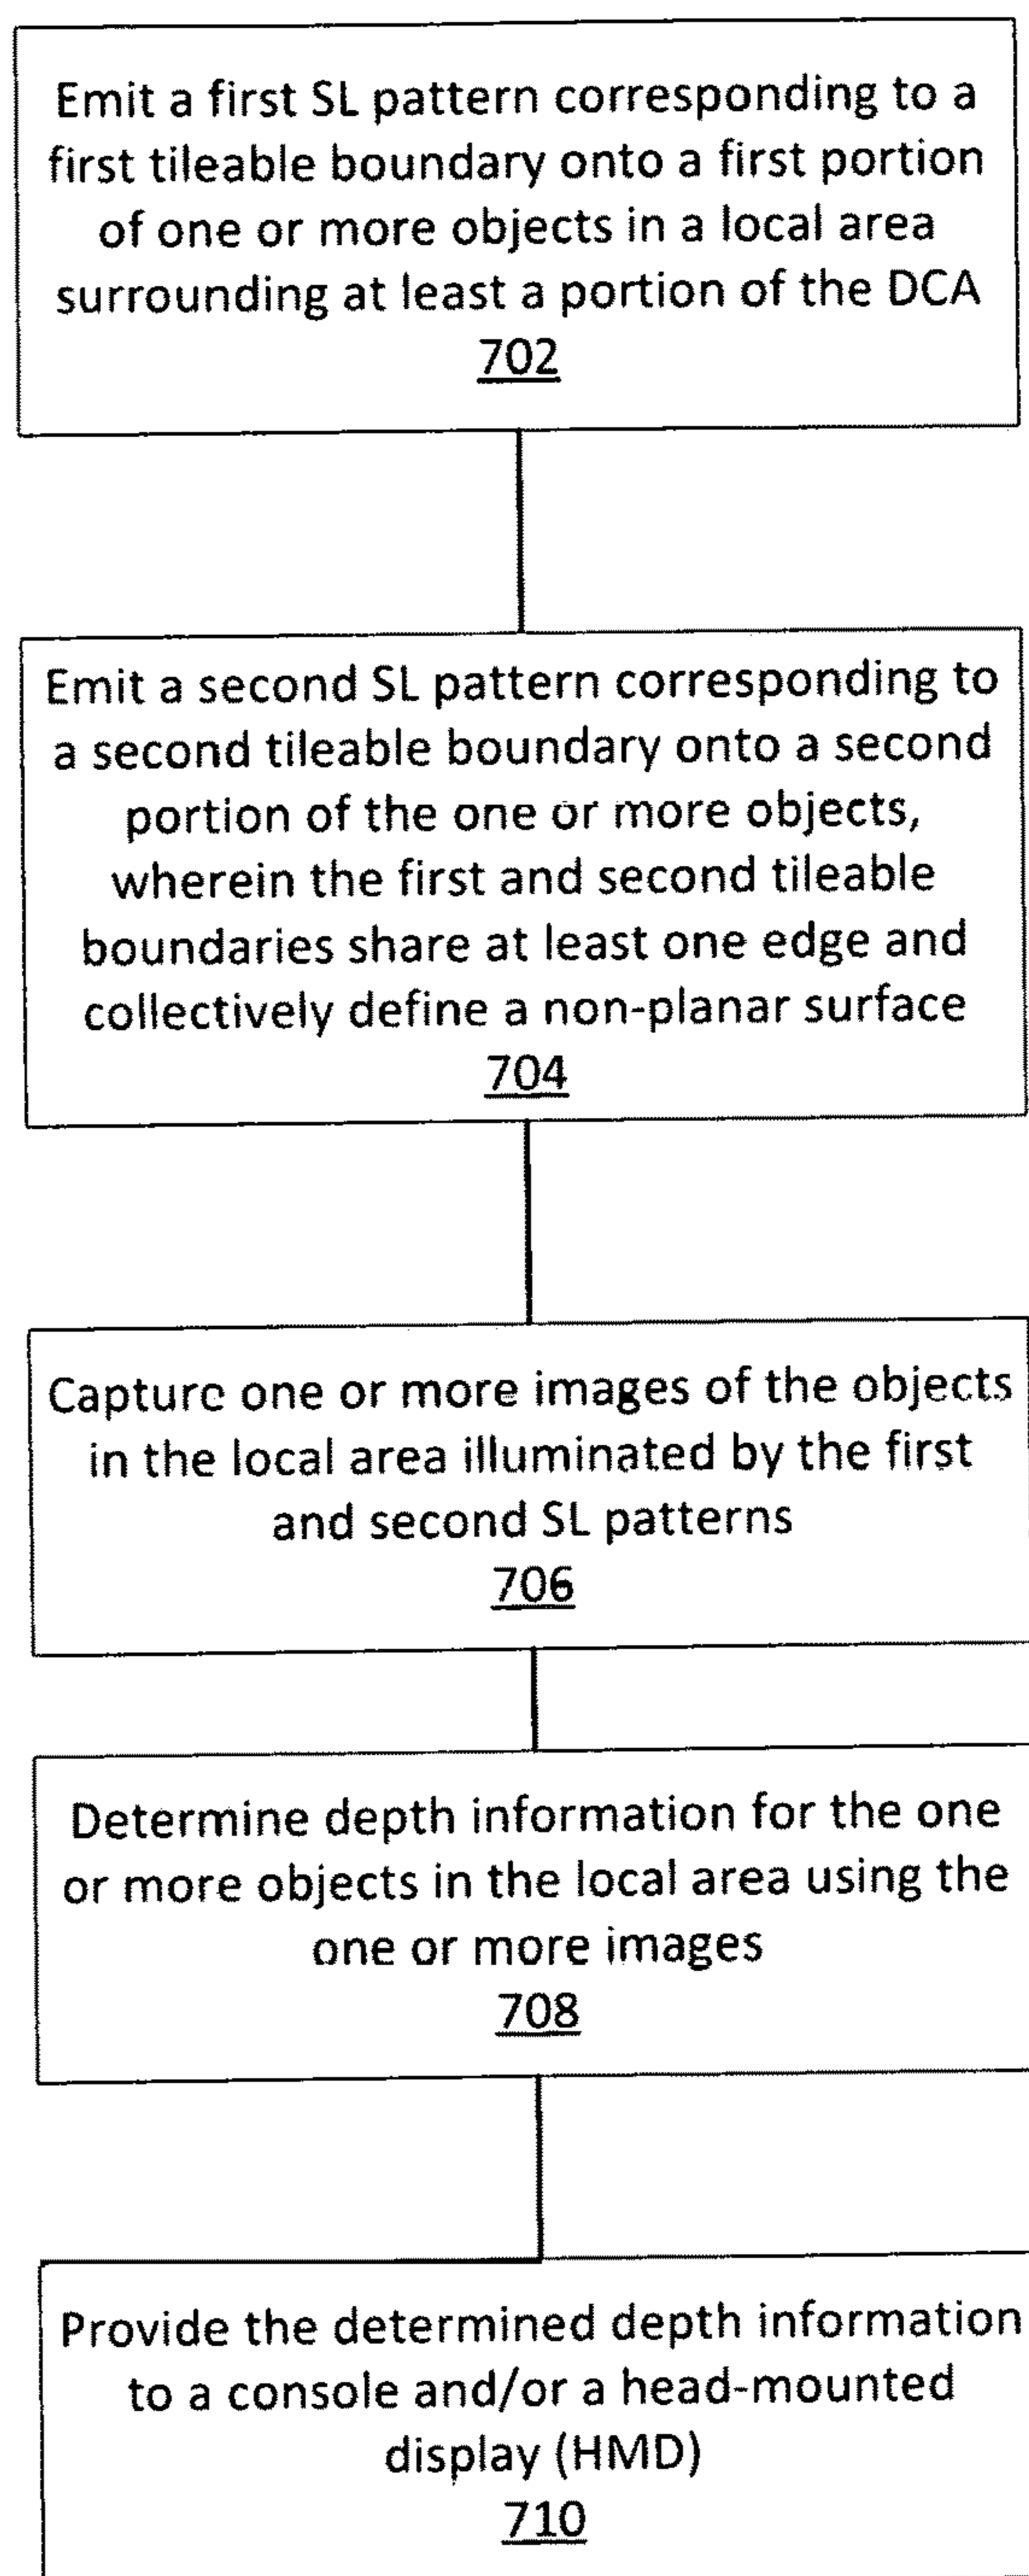 Emit a first SL pattern corresponding to a
first tileable boundary onto a first portion
of one or more objects in a local area
surrounding at least a portion of the DCA
702
Emit a second SL pattern corresponding to
a second tileable boundary onto a second
portion of the one or more objects,
wherein the first and second tileable
boundaries share at least one edge and
collectively define a non-planar surface
704
Capture one or more images of the objects
in the local area illuminated by the first
and second SL patterns
706
Determine depth information for the one
or more objects in the local area using the
one or more images
708
Provide the determined depth information
to a console and/or a head-mounted
display (HMD)
710